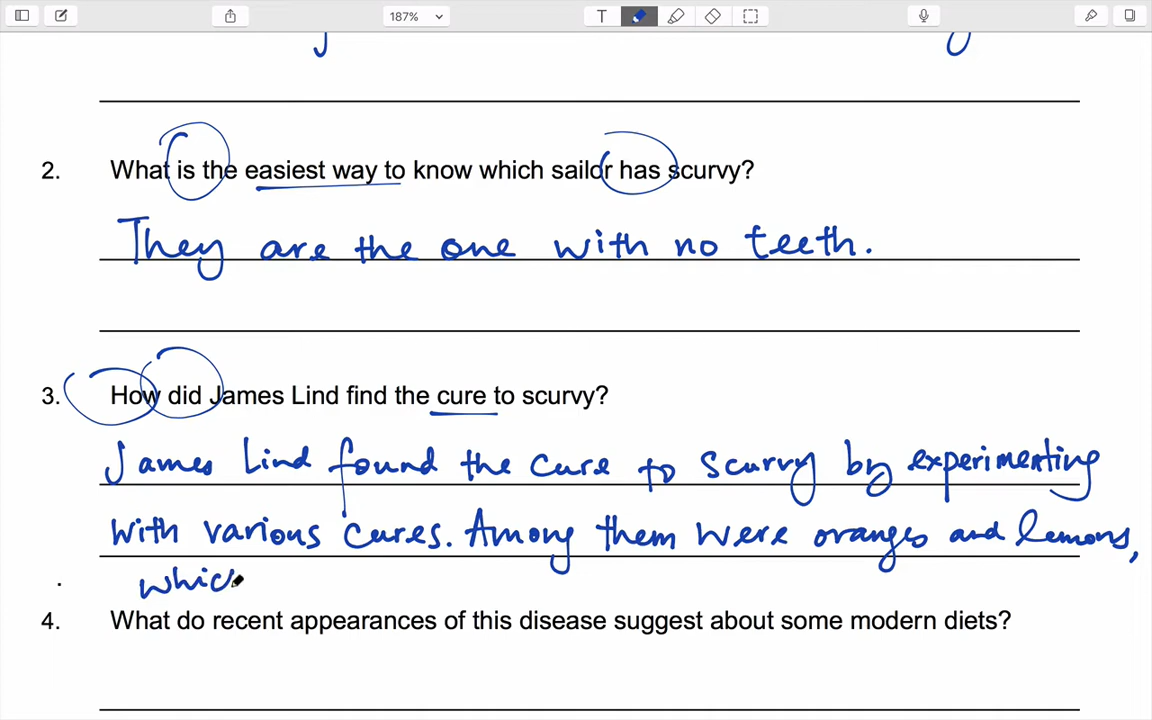 187%
T
2. What is the easiest way to know which sailor has scurvy?
They are the one with no teeth.
3. How did James Lind find the cure to scurvy?
James Lind found the cure to scurvy by experimenting
with various cures. Among them were oranges and lemons,
whic
4. What do recent appearances of this disease suggest about some modern diets?